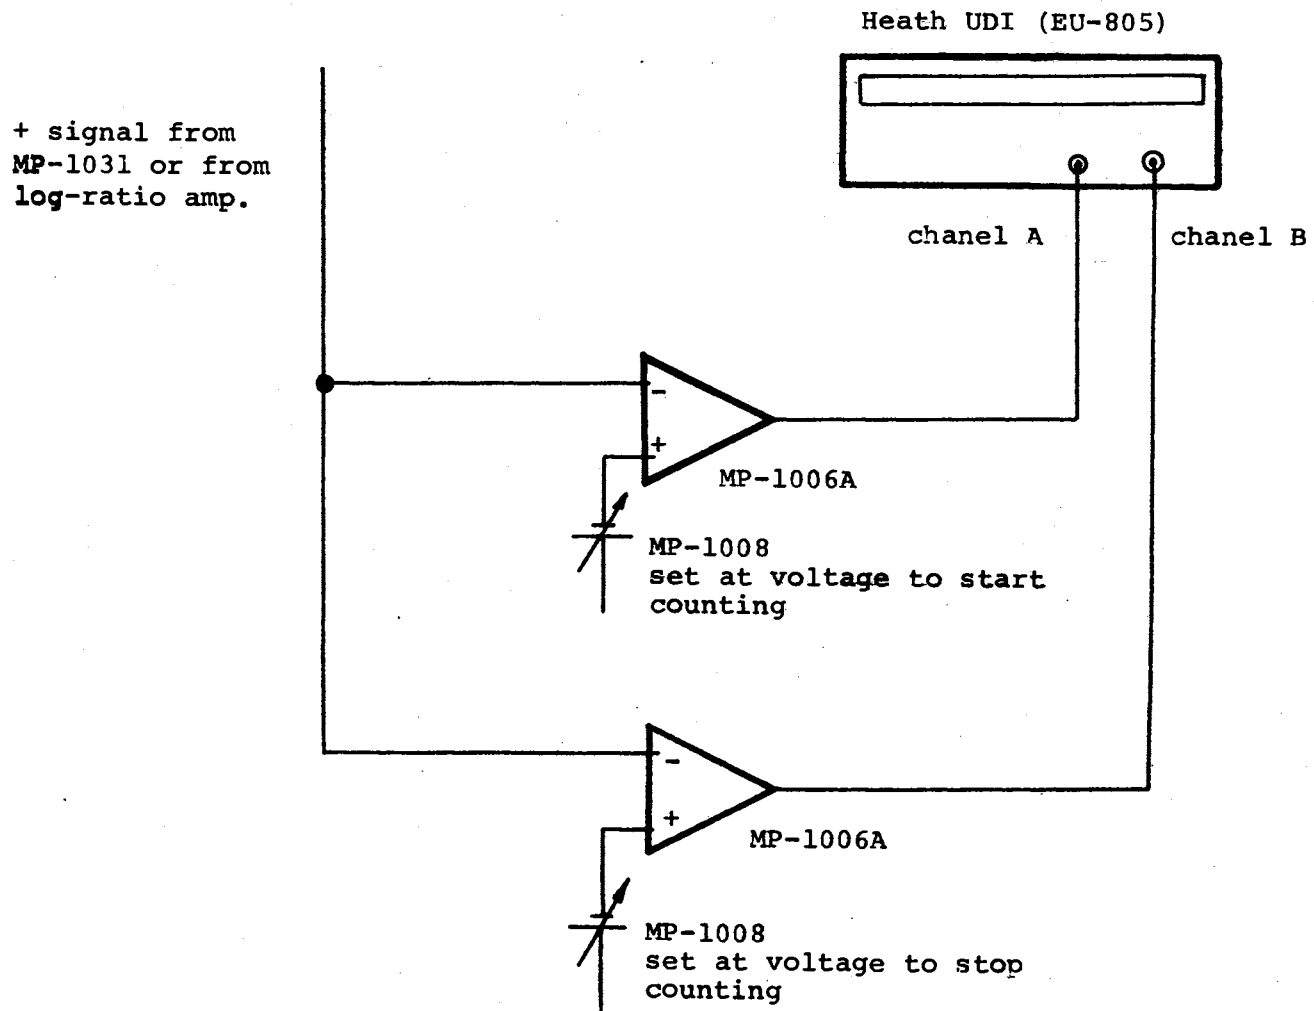 Heath UDI (EU-805)
+ signal from
MP-1031 or from
log-ratio amp.
chanel A
chanel B
-
+
MP-1006A
MP-1008
set at voltage to start
counting
-
+
MP-1006A
MP-1008
set at voltage to stop
counting